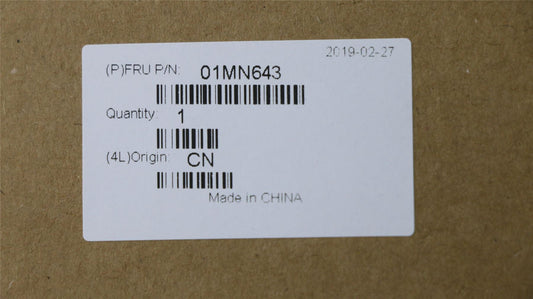 2019-02-27
(P)FRU P/N: 01MN643
Quantity: 1
(4L)Origin: CN
Made in CHINA